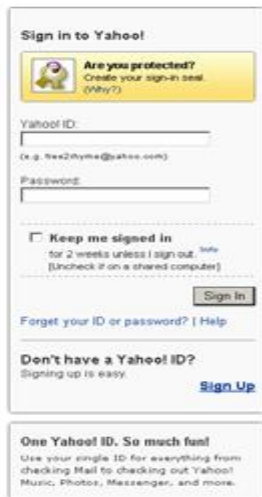 Sign in to Yahoo!
Are you protected?
Create your sign-in seal.
(Why?)
Yahoo! ID:
(e.g. free2rhyme@yahoo.com)
Password:
Keep me signed in
for 2 weeks unless I sign out. Info
[Uncheck if on a shared computer]
Sign In
Forget your ID or password? | Help
Don't have a Yahoo! ID?
Signing up is easy.
Sign Up
One Yahoo! ID. So much fun!
Use your single ID for everything from
checking Mail to checking out Yahoo!
Music, Photos, Messenger, and more.